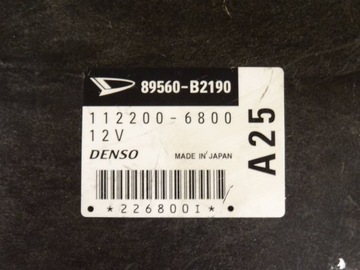 89560-B2190
112200-6800
12V
DENSO MADE IN JAPAN
A25
*226800I*